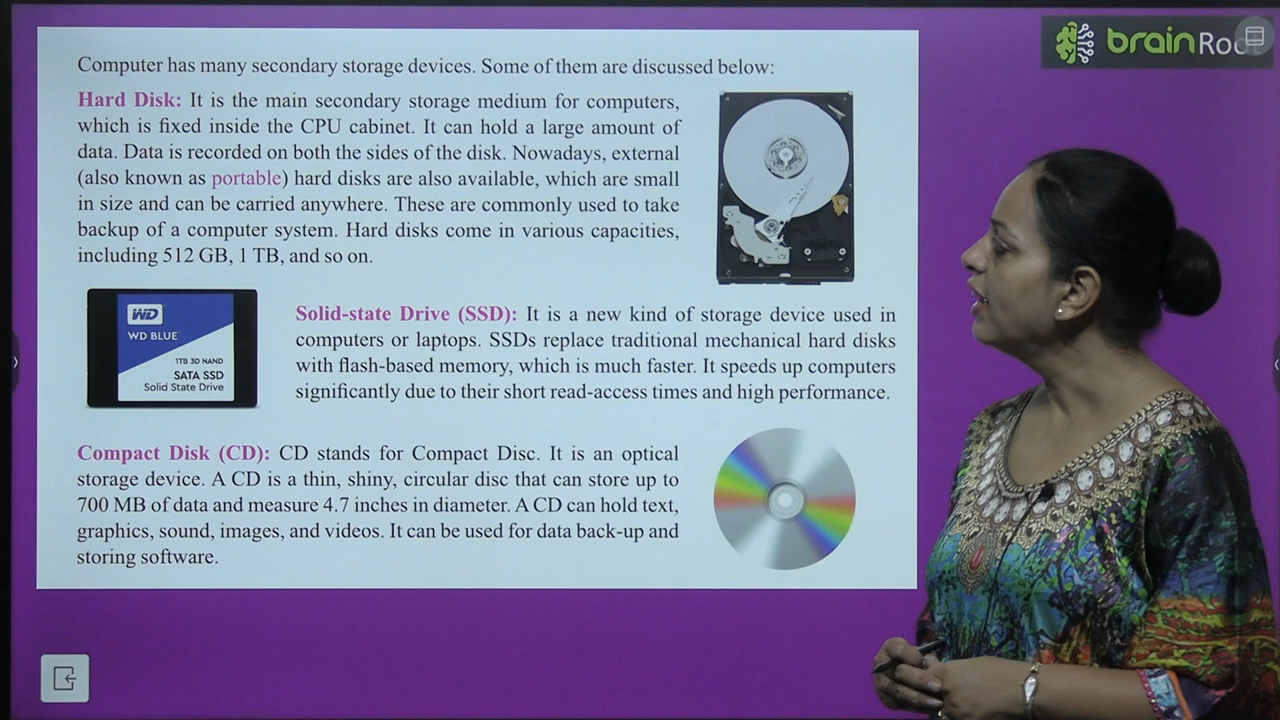 brainRo
Computer has many secondary storage devices. Some of them are discussed below:
Hard Disk: It is the main secondary storage medium for computers,
which is fixed inside the CPU cabinet. It can hold a large amount of
data. Data is recorded on both the sides of the disk. Nowadays, external
(also known as portable) hard disks are also available, which are small
in size and can be carried anywhere. These are commonly used to take
backup of a computer system. Hard disks come in various capacities,
including 512 GB, 1 TB, and so on.
WD
WD BLUE
1TB 3D NAND
SATA SSD
Solid State Drive
Solid-state Drive (SSD): It is a new kind of storage device used in
computers or laptops. SSDs replace traditional mechanical hard disks
with flash-based memory, which is much faster. It speeds up computers
significantly due to their short read-access times and high performance.
Compact Disk (CD): CD stands for Compact Disc. It is an optical
storage device. A CD is a thin, shiny, circular disc that can store up to
700 MB of data and measure 4.7 inches in diameter. A CD can hold text,
graphics, sound, images, and videos. It can be used for data back-up and
storing software.